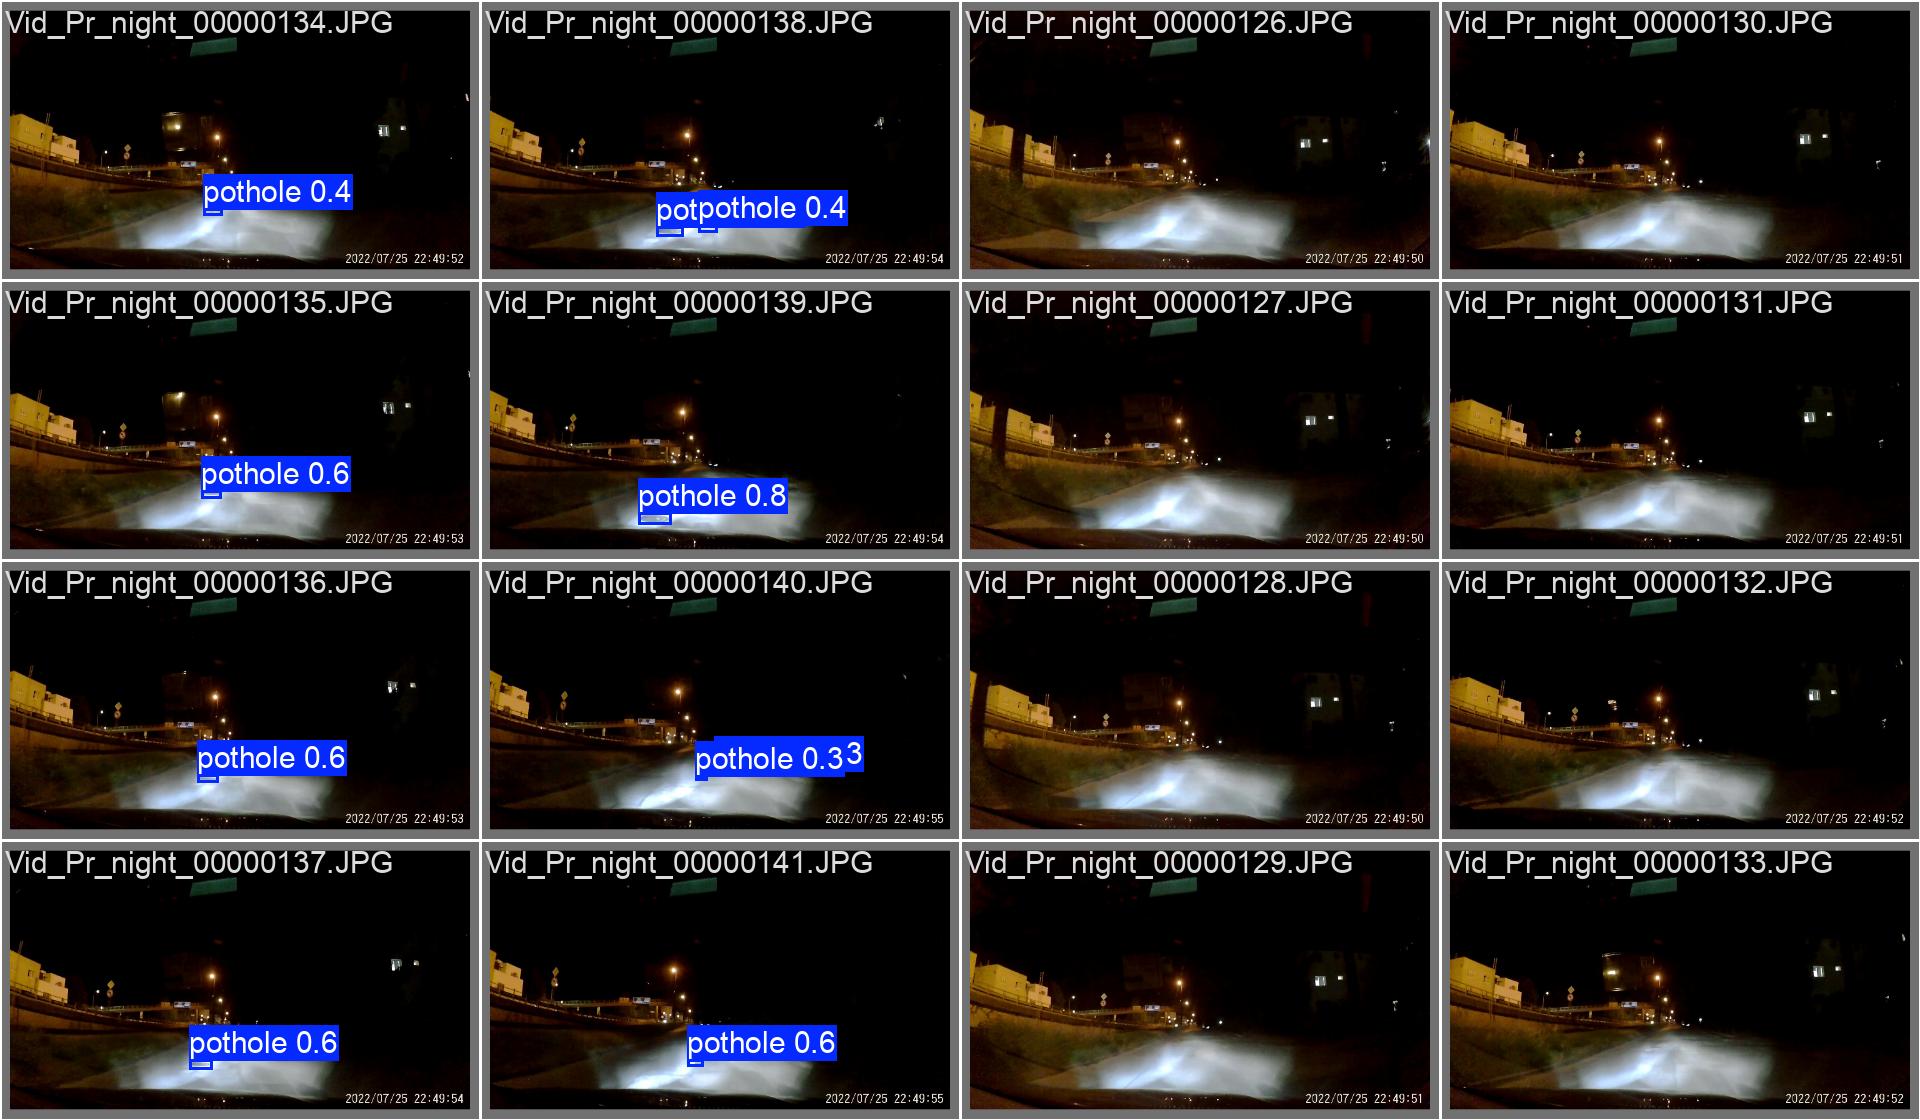 Vid_Pr_night_00000134.JPG
pothole 0.4
2022/07/25 22:49:52
Vid_Pr_night_00000138.JPG
pot
pothole 0.4
2022/07/25 22:49:54
Vid_Pr_night_00000126.JPG
2022/07/25 22:49:50
Vid_Pr_night_00000130.JPG
2022/07/25 22:49:51
Vid_Pr_night_00000135.JPG
pothole 0.6
2022/07/25 22:49:53
Vid_Pr_night_00000139.JPG
pothole 0.8
2022/07/25 22:49:54
Vid_Pr_night_00000127.JPG
2022/07/25 22:49:50
Vid_Pr_night_00000131.JPG
2022/07/25 22:49:51
Vid_Pr_night_00000136.JPG
pothole 0.6
2022/07/25 22:49:53
Vid_Pr_night_00000140.JPG
pothole 0.3
3
2022/07/25 22:49:55
Vid_Pr_night_00000128.JPG
2022/07/25 22:49:50
Vid_Pr_night_00000132.JPG
2022/07/25 22:49:52
Vid_Pr_night_00000137.JPG
pothole 0.6
2022/07/25 22:49:54
Vid_Pr_night_00000141.JPG
pothole 0.6
2022/07/25 22:49:55
Vid_Pr_night_00000129.JPG
2022/07/25 22:49:51
Vid_Pr_night_00000133.JPG
2022/07/25 22:49:52